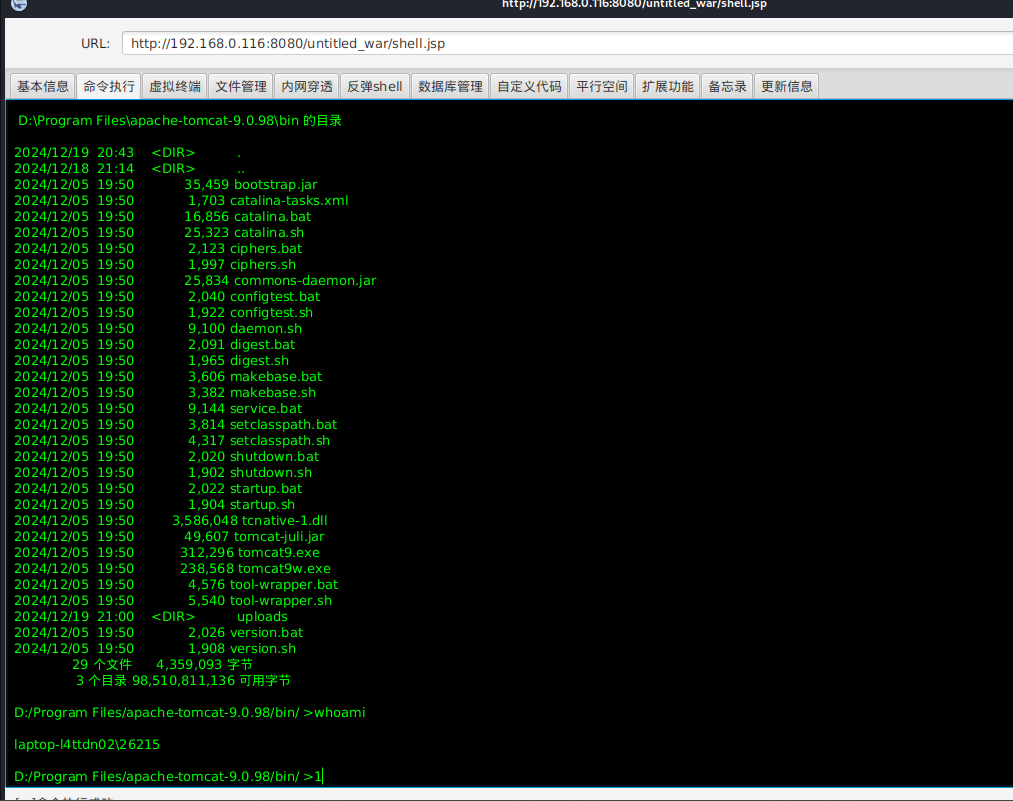 http://192.168.0.116:8080/untitled_war/shell.jsp
URL: http://192.168.0.116:8080/untitled_war/shell.jsp
基本信息 命令执行 虚拟终端 文件管理 内网穿透 反弹shell 数据库管理 自定义代码 平行空间 扩展功能 备忘录 更新信息
D:\Program Files\apache-tomcat-9.0.98\bin 的目录
2024/12/19 20:43 <DIR> .
2024/12/18 21:14 <DIR> ..
2024/12/05 19:50 35,459 bootstrap.jar
2024/12/05 19:50 1,703 catalina-tasks.xml
2024/12/05 19:50 16,856 catalina.bat
2024/12/05 19:50 25,323 catalina.sh
2024/12/05 19:50 2,123 ciphers.bat
2024/12/05 19:50 1,997 ciphers.sh
2024/12/05 19:50 25,834 commons-daemon.jar
2024/12/05 19:50 2,040 configtest.bat
2024/12/05 19:50 1,922 configtest.sh
2024/12/05 19:50 9,100 daemon.sh
2024/12/05 19:50 2,091 digest.bat
2024/12/05 19:50 1,965 digest.sh
2024/12/05 19:50 3,606 makebase.bat
2024/12/05 19:50 3,382 makebase.sh
2024/12/05 19:50 9,144 service.bat
2024/12/05 19:50 3,814 setclasspath.bat
2024/12/05 19:50 4,317 setclasspath.sh
2024/12/05 19:50 2,020 shutdown.bat
2024/12/05 19:50 1,902 shutdown.sh
2024/12/05 19:50 2,022 startup.bat
2024/12/05 19:50 1,904 startup.sh
2024/12/05 19:50 3,586,048 tcnative-1.dll
2024/12/05 19:50 49,607 tomcat-juli.jar
2024/12/05 19:50 312,296 tomcat9.exe
2024/12/05 19:50 238,568 tomcat9w.exe
2024/12/05 19:50 4,576 tool-wrapper.bat
2024/12/05 19:50 5,540 tool-wrapper.sh
2024/12/19 21:00 <DIR> uploads
2024/12/05 19:50 2,026 version.bat
2024/12/05 19:50 1,908 version.sh
29 个文件 4,359,093 字节
3 个目录 98,510,811,136 可用字节
D:/Program Files/apache-tomcat-9.0.98/bin/ >whoami
laptop-l4ttdn02\26215
D:/Program Files/apache-tomcat-9.0.98/bin/ >1